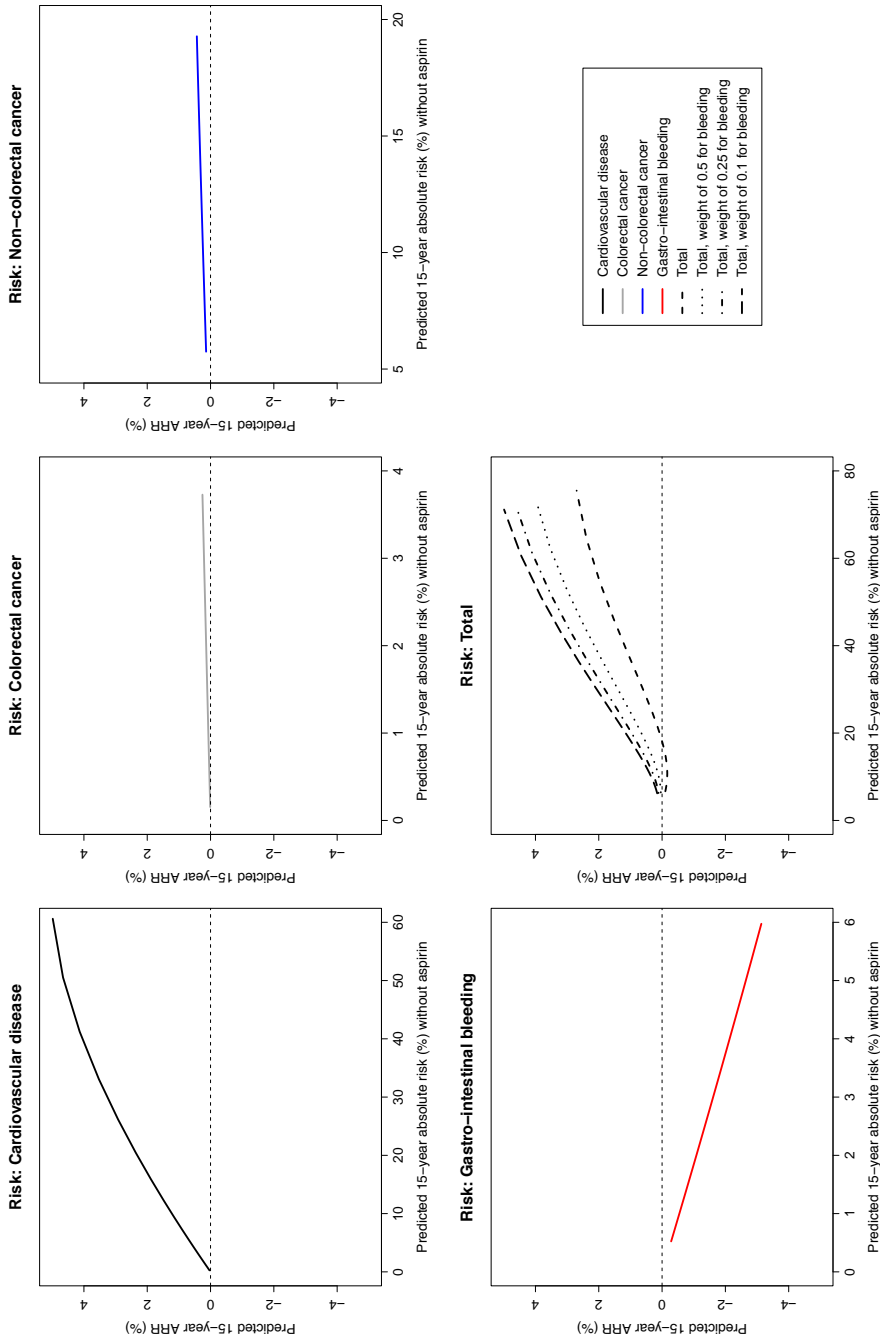 Risk: Cardiovascular disease
Predicted 15−year ARR (%)
4
2
0
−2
−4
0 10 20 30 40 50 60
Predicted 15−year absolute risk (%) without aspirin
Risk: Colorectal cancer
Predicted 15−year ARR (%)
4
2
0
−2
−4
0 1 2 3 4
Predicted 15−year absolute risk (%) without aspirin
Risk: Non−colorectal cancer
Predicted 15−year ARR (%)
4
2
0
−2
−4
5 10 15 20
Predicted 15−year absolute risk (%) without aspirin
Risk: Gastro−intestinal bleeding
Predicted 15−year ARR (%)
4
2
0
−2
−4
0 1 2 3 4 5 6
Predicted 15−year absolute risk (%) without aspirin
Risk: Total
Predicted 15−year ARR (%)
4
2
0
−2
−4
0 20 40 60 80
Predicted 15−year absolute risk (%) without aspirin
Cardiovascular disease
Colorectal cancer
Non−colorectal cancer
Gastro−intestinal bleeding
Total
Total, weight of 0.5 for bleeding
Total, weight of 0.25 for bleeding
Total, weight of 0.1 for bleeding